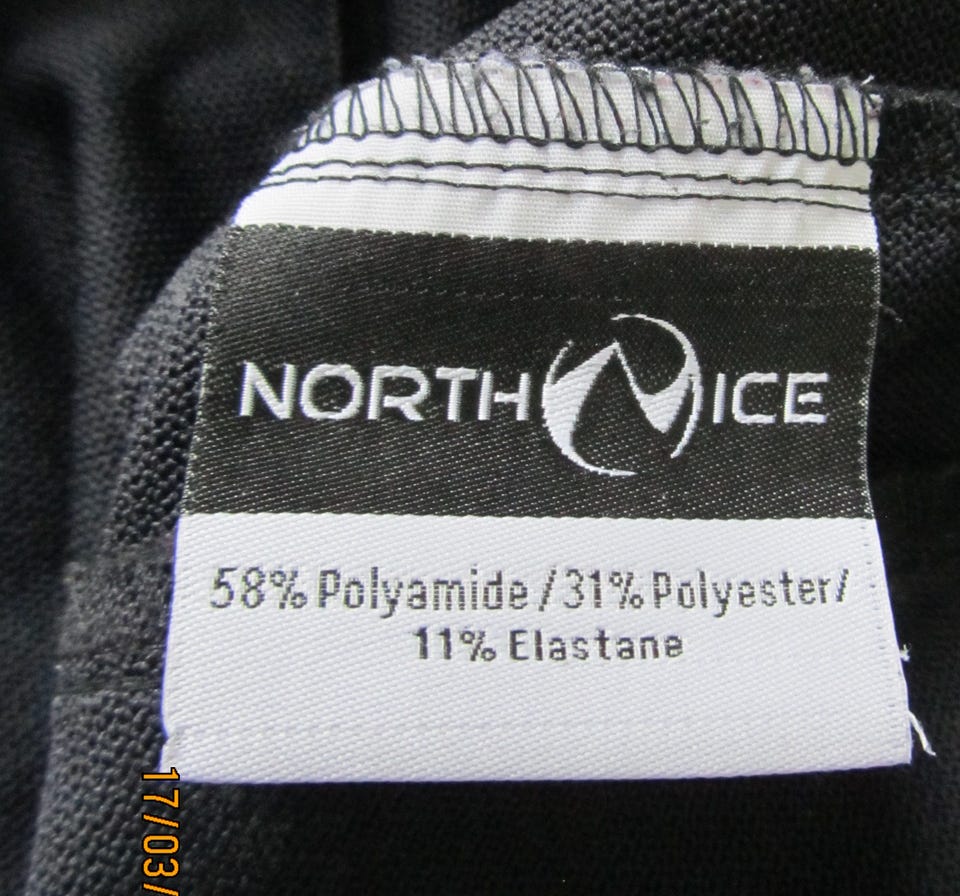 NORTH ICE
58% Polyamide / 31% Polyester/
11% Elastane
17/03/